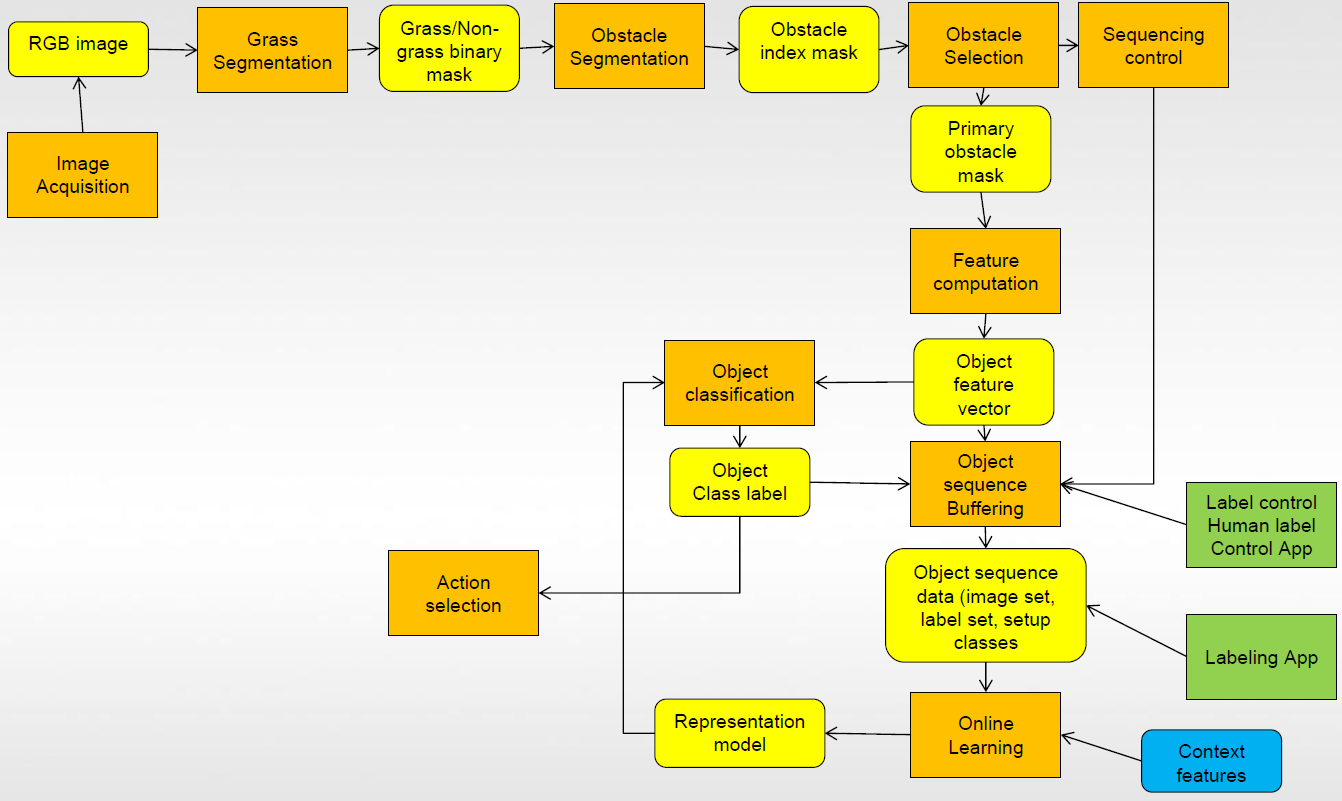 RGB image
Grass
Segmentation
Grass/Non-
grass binary
mask
Obstacle
Segmentation
Obstacle
index mask
Obstacle
Selection
Sequencing
control
Image
Acquisition
Primary
obstacle
mask
Feature
computation
Object
classification
Object
feature
vector
Object
Class label
Object
sequence
Buffering
Label control
Human label
Control App
Action
selection
Object sequence
data (image set,
label set, setup
classes
Labeling App
Representation
model
Online
Learning
Context
features